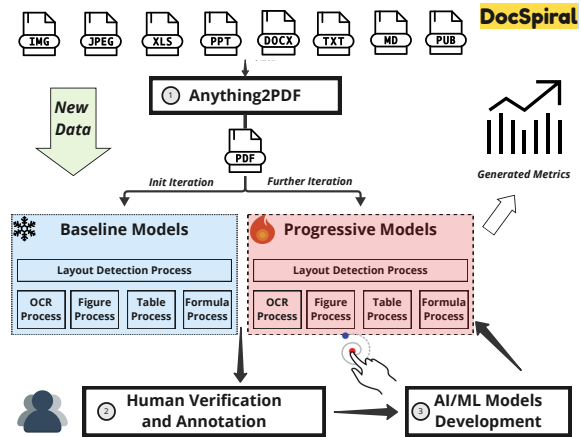 DocSpiral
IMG
JPEG
XLS
PPT
DOCX
TXT
MD
PUB
1
Anything2PDF
New
Data
PDF
Init Iteration
Further Iteration
Generated Metrics
Baseline Models
Layout Detection Process
OCR
Process
Figure
Process
Table
Process
Formula
Process
Progressive Models
Layout Detection Process
OCR
Process
Figure
Process
Table
Process
Formula
Process
2
Human Verification
and Annotation
3
AI/ML Models
Development